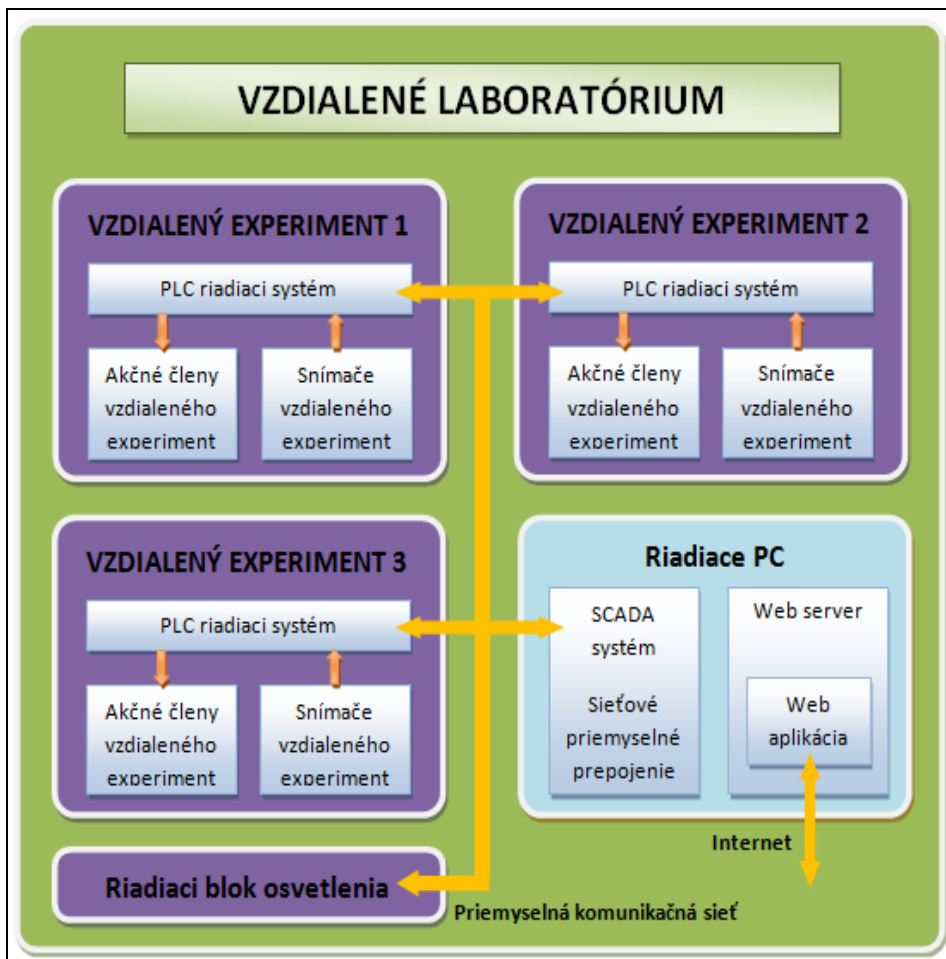 VZDIALENÉ LABORATÓRIUM
VZDIALENÝ EXPERIMENT 1
PLC riadiaci systém
Akčné členy
vzdialeného
experiment
Snímače
vzdialeného
experiment
VZDIALENÝ EXPERIMENT 2
PLC riadiaci systém
Akčné členy
vzdialeného
experiment
Snímače
vzdialeného
experiment
VZDIALENÝ EXPERIMENT 3
PLC riadiaci systém
Akčné členy
vzdialeného
experiment
Snímače
vzdialeného
experiment
Riadiace PC
SCADA
systém
Sieťové
priemyselné
prepojenie
Web server
Web
aplikácia
Internet
Riadiaci blok osvetlenia
Priemyselná komunikačná sieť